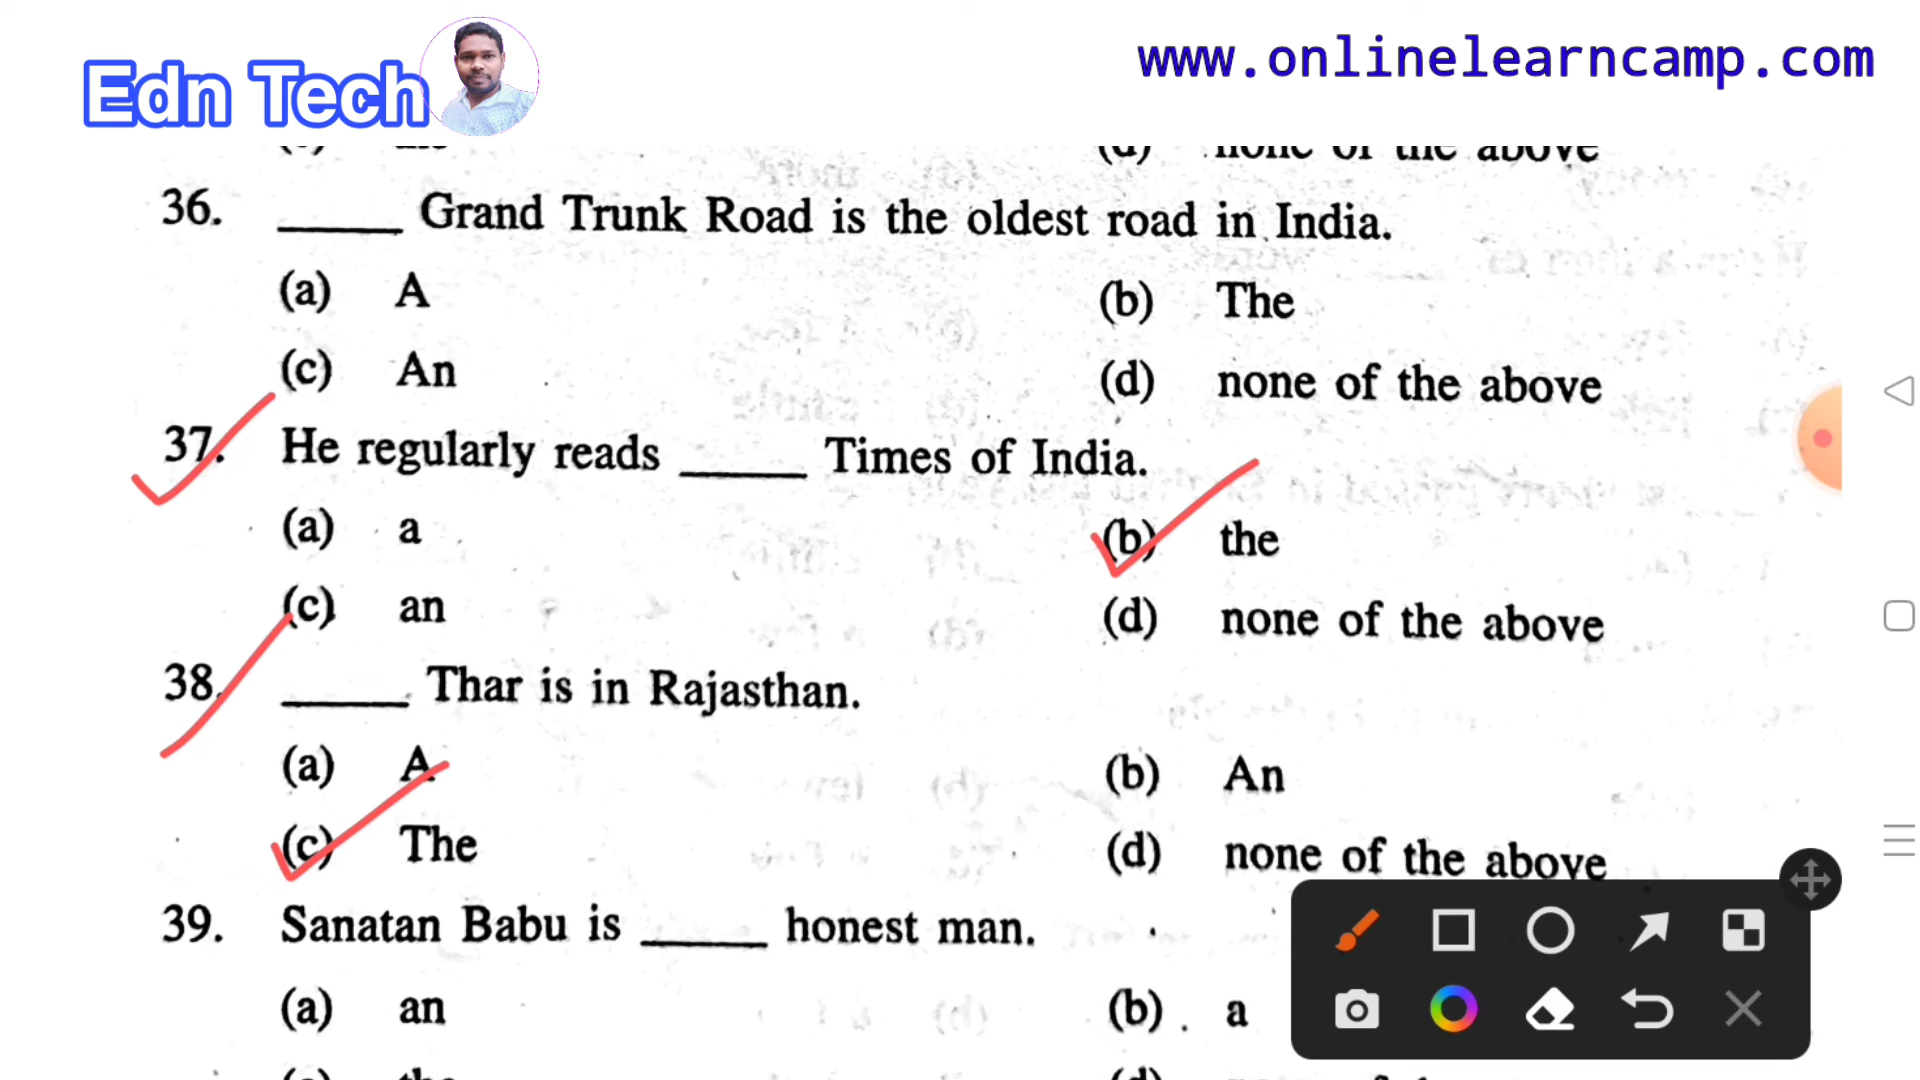 Edn Tech
www.onlinelearncamp.com
none of the above
36. _____ Grand Trunk Road is the oldest road in India.
(a) A (b) The
(c) An (d) none of the above
37. He regularly reads _____ Times of India.
(a) a (b) the
(c) an (d) none of the above
38. _____ Thar is in Rajasthan.
(a) A (b) An
(c) The (d) none of the above
39. Sanatan Babu is _____ honest man.
(a) an (b) a